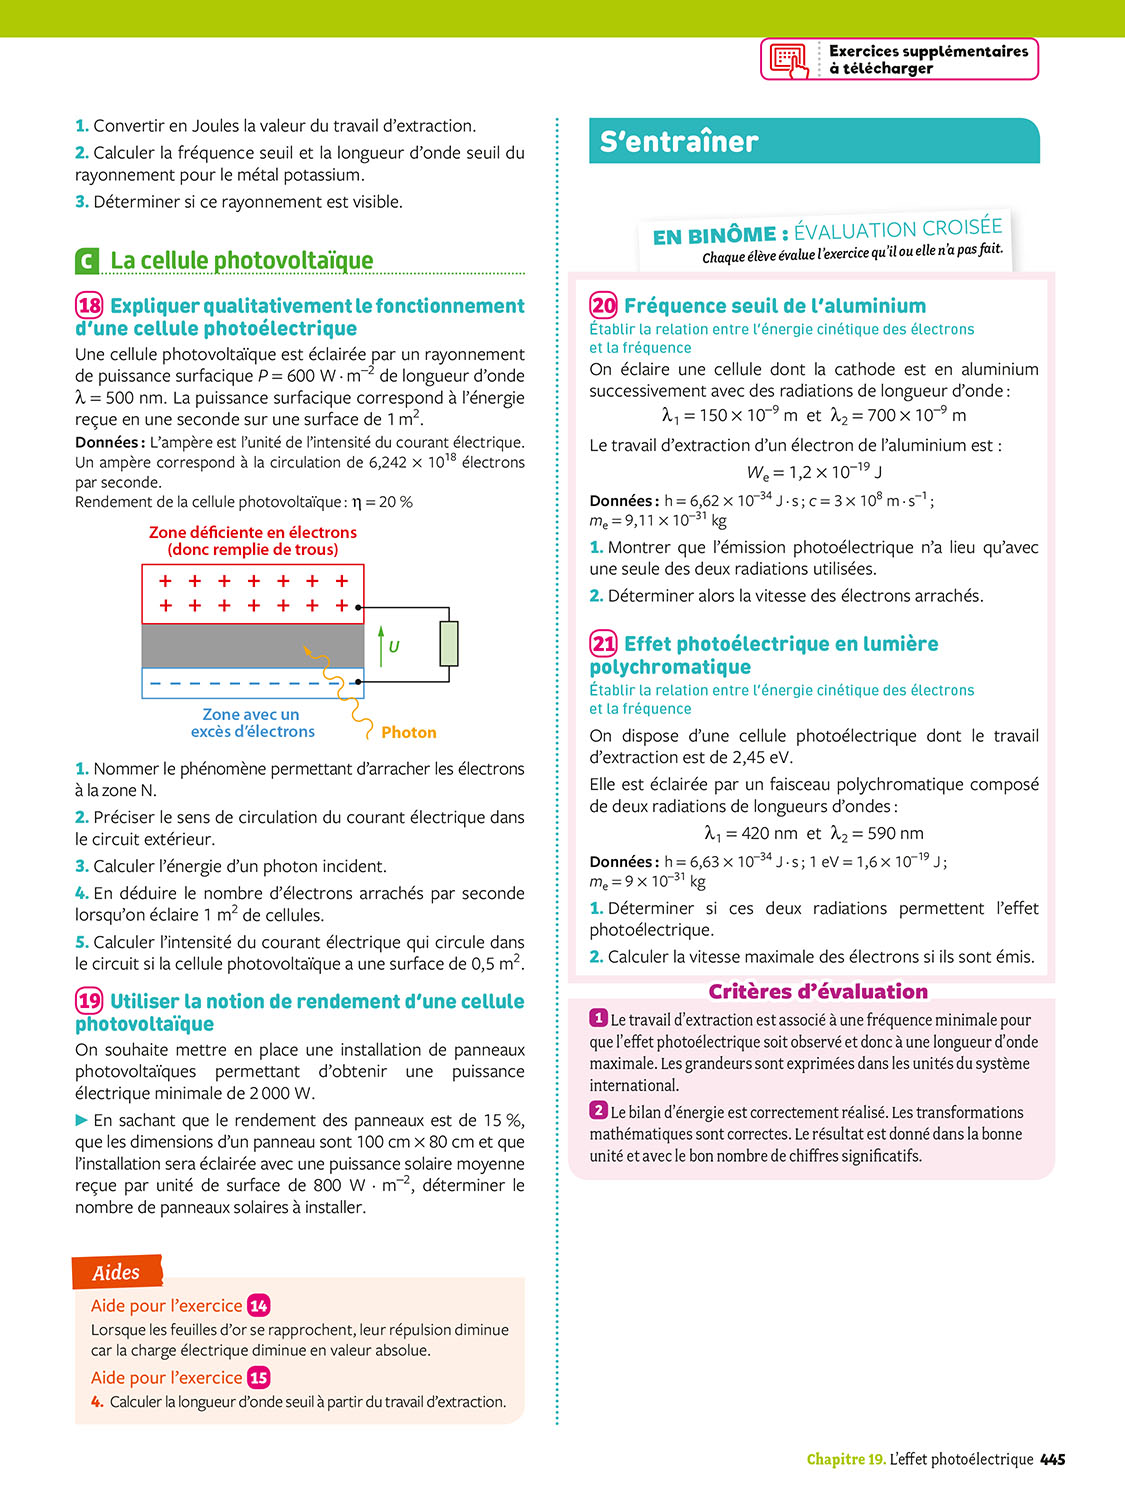 Exercices supplémentaires
à télécharger
1. Convertir en Joules la valeur du travail d'extraction.
2. Calculer la fréquence seuil et la longueur d'onde seuil du
rayonnement pour le métal potassium.
3. Déterminer si ce rayonnement est visible.
C La cellule photovoltaïque
18 Expliquer qualitativement le fonctionnement
d'une cellule photoélectrique
Une cellule photovoltaïque est éclairée par un rayonnement
de puissance surfacique P = 600 W · m⁻² de longueur d'onde
λ = 500 nm. La puissance surfacique correspond à l'énergie
reçue en une seconde sur une surface de 1 m².
Données : L'ampère est l'unité de l'intensité du courant électrique.
Un ampère correspond à la circulation de 6,242 × 10¹⁸ électrons
par seconde.
Rendement de la cellule photovoltaïque : η = 20 %
Zone déficiente en électrons
(donc remplie de trous)
+ + + + + + +
+ + + + + + +
U
– – – – – – – – – –
Zone avec un
excès d'électrons
Photon
1. Nommer le phénomène permettant d'arracher les électrons
à la zone N.
2. Préciser le sens de circulation du courant électrique dans
le circuit extérieur.
3. Calculer l'énergie d'un photon incident.
4. En déduire le nombre d'électrons arrachés par seconde
lorsqu'on éclaire 1 m² de cellules.
5. Calculer l'intensité du courant électrique qui circule dans
le circuit si la cellule photovoltaïque a une surface de 0,5 m².
19 Utiliser la notion de rendement d'une cellule
photovoltaïque
On souhaite mettre en place une installation de panneaux
photovoltaïques permettant d'obtenir une puissance
électrique minimale de 2 000 W.
▶ En sachant que le rendement des panneaux est de 15 %,
que les dimensions d'un panneau sont 100 cm × 80 cm et que
l'installation sera éclairée avec une puissance solaire moyenne
reçue par unité de surface de 800 W · m⁻², déterminer le
nombre de panneaux solaires à installer.
Aides
Aide pour l'exercice 14
Lorsque les feuilles d'or se rapprochent, leur répulsion diminue
car la charge électrique diminue en valeur absolue.
Aide pour l'exercice 15
4. Calculer la longueur d'onde seuil à partir du travail d'extraction.
S'entraîner
EN BINÔME : ÉVALUATION CROISÉE
Chaque élève évalue l'exercice qu'il ou elle n'a pas fait.
20 Fréquence seuil de l'aluminium
Établir la relation entre l'énergie cinétique des électrons
et la fréquence
On éclaire une cellule dont la cathode est en aluminium
successivement avec des radiations de longueur d'onde :
λ₁ = 150 × 10⁻⁹ m et λ₂ = 700 × 10⁻⁹ m
Le travail d'extraction d'un électron de l'aluminium est :
Wₑ = 1,2 × 10⁻¹⁹ J
Données : h = 6,62 × 10⁻³⁴ J · s ; c = 3 × 10⁸ m · s⁻¹ ;
mₑ = 9,11 × 10⁻³¹ kg
1. Montrer que l'émission photoélectrique n'a lieu qu'avec
une seule des deux radiations utilisées.
2. Déterminer alors la vitesse des électrons arrachés.
21 Effet photoélectrique en lumière
polychromatique
Établir la relation entre l'énergie cinétique des électrons
et la fréquence
On dispose d'une cellule photoélectrique dont le travail
d'extraction est de 2,45 eV.
Elle est éclairée par un faisceau polychromatique composé
de deux radiations de longueurs d'ondes :
λ₁ = 420 nm et λ₂ = 590 nm
Données : h = 6,63 × 10⁻³⁴ J · s ; 1 eV = 1,6 × 10⁻¹⁹ J ;
mₑ = 9 × 10⁻³¹ kg
1. Déterminer si ces deux radiations permettent l'effet
photoélectrique.
2. Calculer la vitesse maximale des électrons si ils sont émis.
Critères d'évaluation
1 Le travail d'extraction est associé à une fréquence minimale pour
que l'effet photoélectrique soit observé et donc à une longueur d'onde
maximale. Les grandeurs sont exprimées dans les unités du système
international.
2 Le bilan d'énergie est correctement réalisé. Les transformations
mathématiques sont correctes. Le résultat est donné dans la bonne
unité et avec le bon nombre de chiffres significatifs.
Chapitre 19. L'effet photoélectrique 445